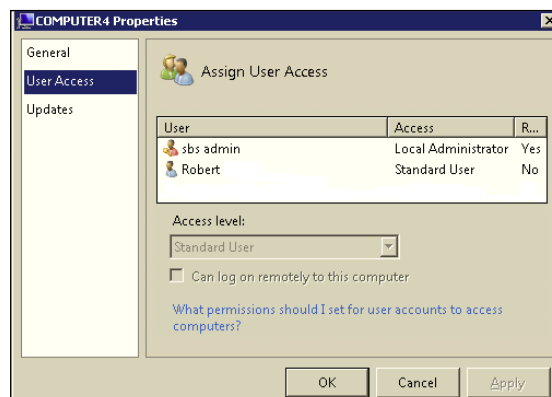 COMPUTER4 Properties
General
User Access
Updates
Assign User Access
User Access R...
sbs admin Local Administrator Yes
Robert Standard User No
Access level:
Standard User
Can log on remotely to this computer
What permissions should I set for user accounts to access
computers?
OK Cancel Apply